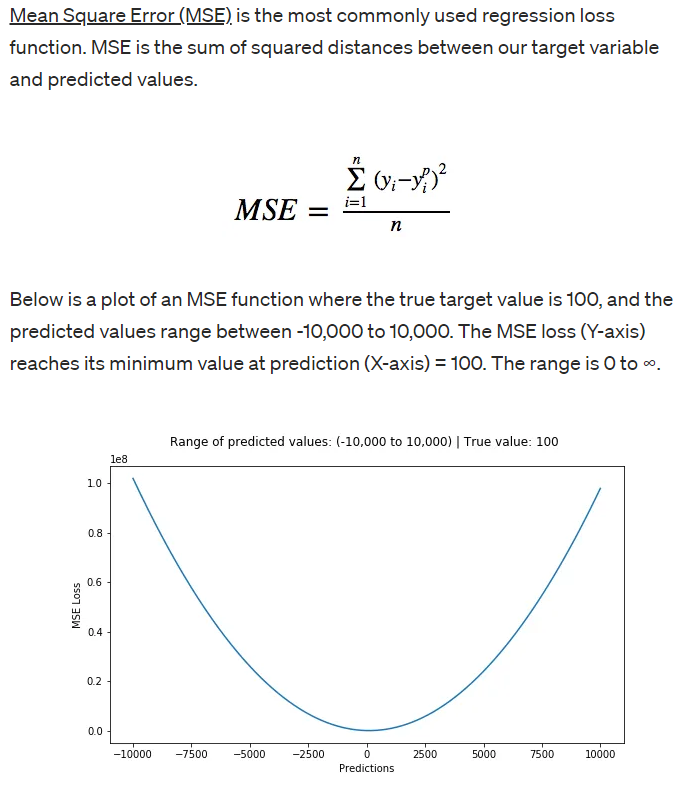 Mean Square Error (MSE) is the most commonly used regression loss
function. MSE is the sum of squared distances between our target variable
and predicted values.
n
Σ (yᵢ−yᵢᵖ)²
MSE = i=1
n
Below is a plot of an MSE function where the true target value is 100, and the
predicted values range between -10,000 to 10,000. The MSE loss (Y-axis)
reaches its minimum value at prediction (X-axis) = 100. The range is 0 to ∞.
Range of predicted values: (-10,000 to 10,000) | True value: 100
1e8
1.0
0.8
0.6
0.4
0.2
0.0
MSE Loss
−10000 −7500 −5000 −2500 0 2500 5000 7500 10000
Predictions